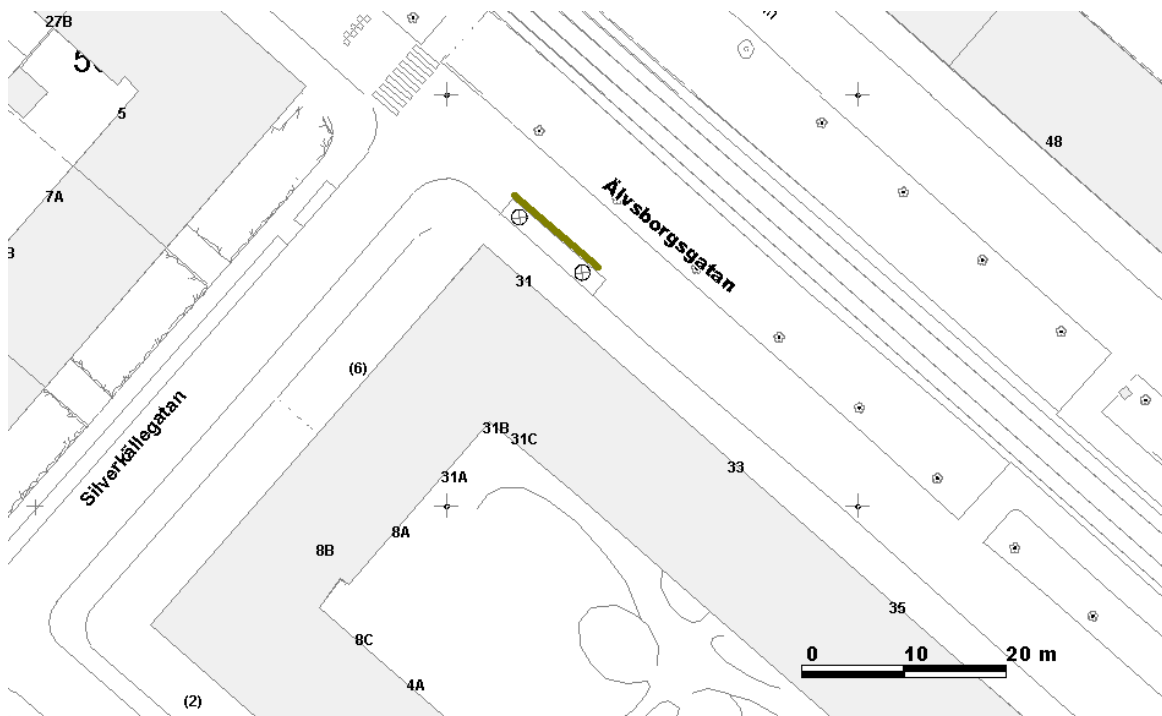 27B
5
48
7A
Älvsborgsgatan
31
(6)
Silverkällegatan
31B
31C
33
31A
8A
8B
35
8C
0 10 20 m
4A
(2)